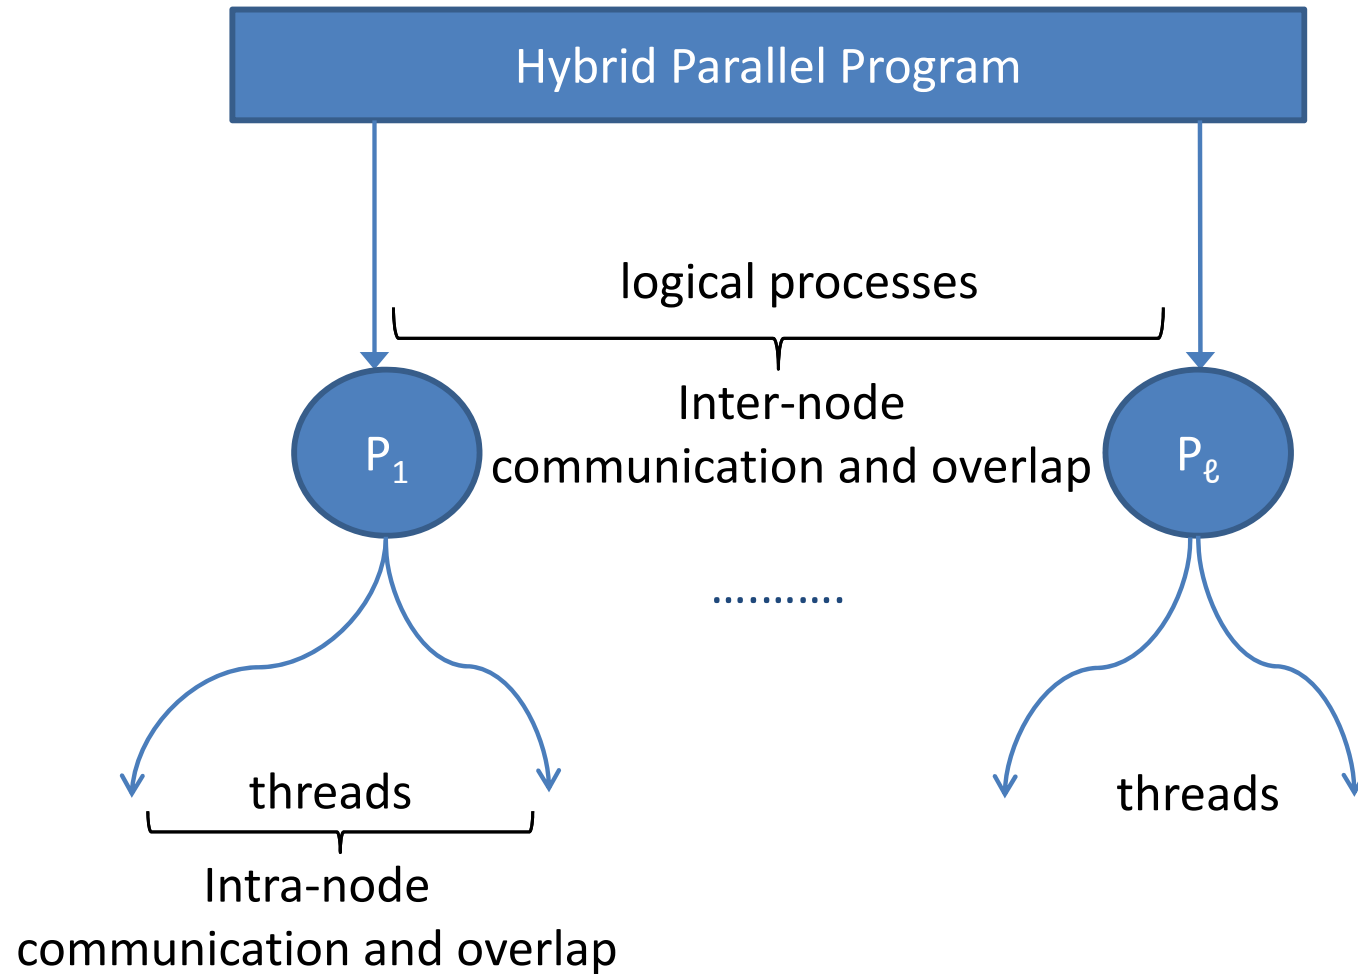 Hybrid Parallel Program
logical processes
Inter-node
communication and overlap
P₁
Pℓ
...........
threads
threads
Intra-node
communication and overlap